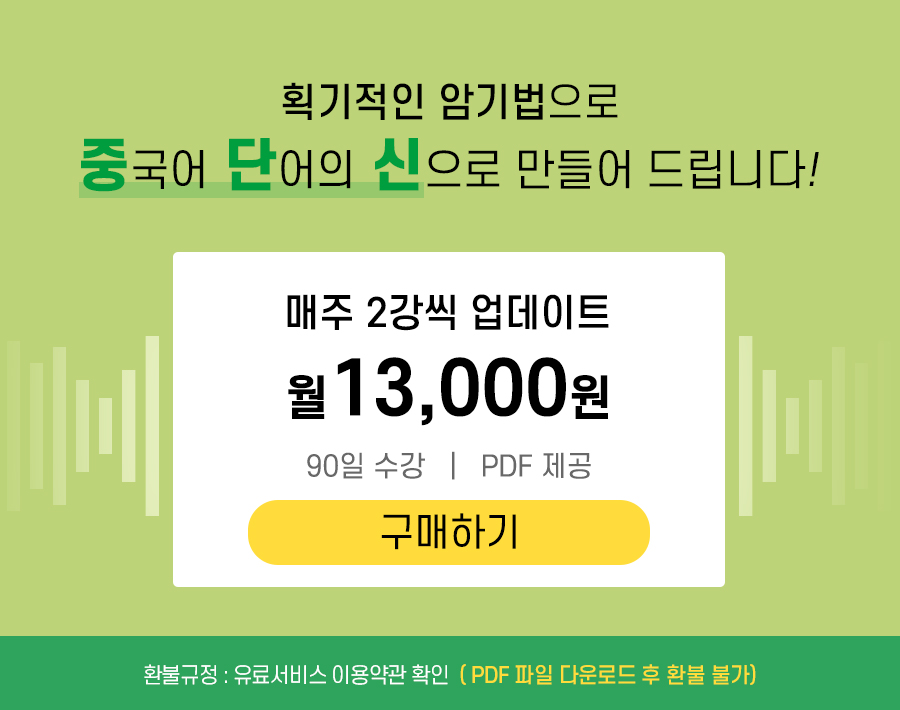 획기적인 암기법으로
중국어 단어의 신으로 만들어 드립니다!
매주 2강씩 업데이트
월13,000원
90일 수강 | PDF 제공
구매하기
환불규정 : 유료서비스 이용약관 확인 ( PDF 파일 다운로드 후 환불 불가)